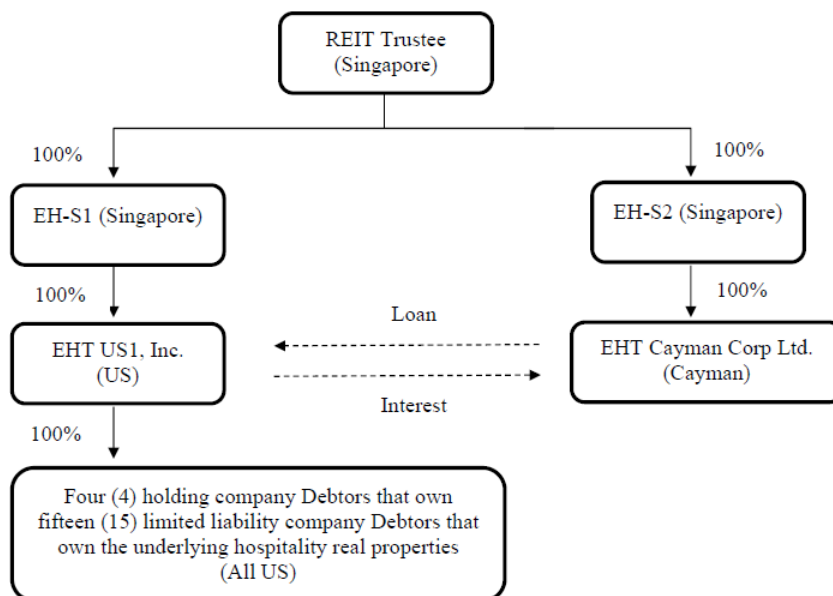 REIT Trustee
(Singapore)
100%
100%
EH-S1 (Singapore)
EH-S2 (Singapore)
100%
100%
Loan
EHT US1, Inc.
(US)
EHT Cayman Corp Ltd.
(Cayman)
Interest
100%
Four (4) holding company Debtors that own
fifteen (15) limited liability company Debtors that
own the underlying hospitality real properties
(All US)